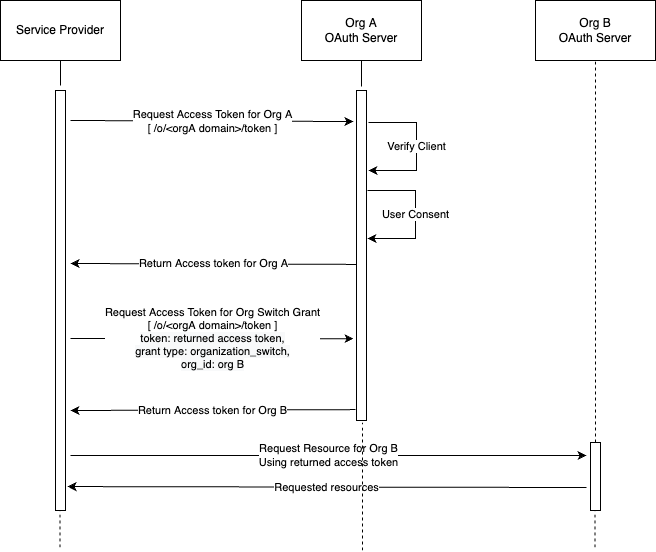 Service Provider
Org A
OAuth Server
Org B
OAuth Server
Request Access Token for Org A
[ /o/<orgA domain>/token ]
Verify Client
User Consent
Return Access token for Org A
Request Access Token for Org Switch Grant
[ /o/<orgA domain>/token ]
token: returned access token,
grant type: organization_switch,
org_id: org B
Return Access token for Org B
Request Resource for Org B
Using returned access token
Requested resources